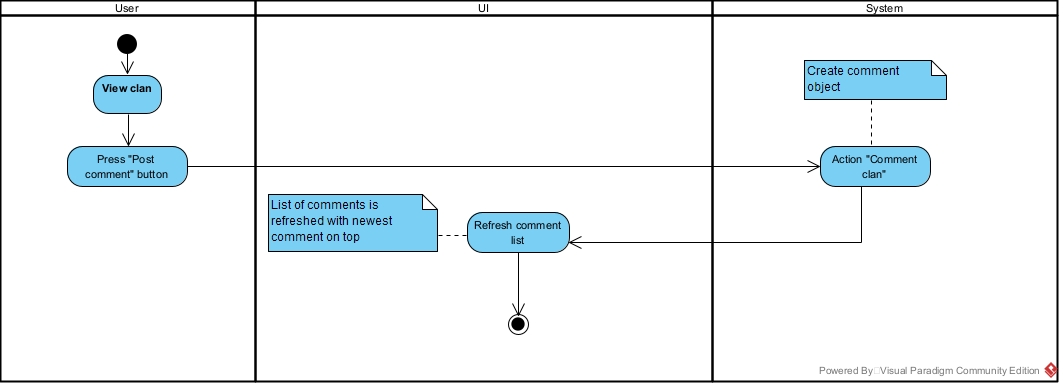 User
UI
System
View clan
Create comment
object
Press "Post
comment" button
Action "Comment
clan"
List of comments is
refreshed with newest
comment on top
Refresh comment
list
Powered By□Visual Paradigm Community Edition